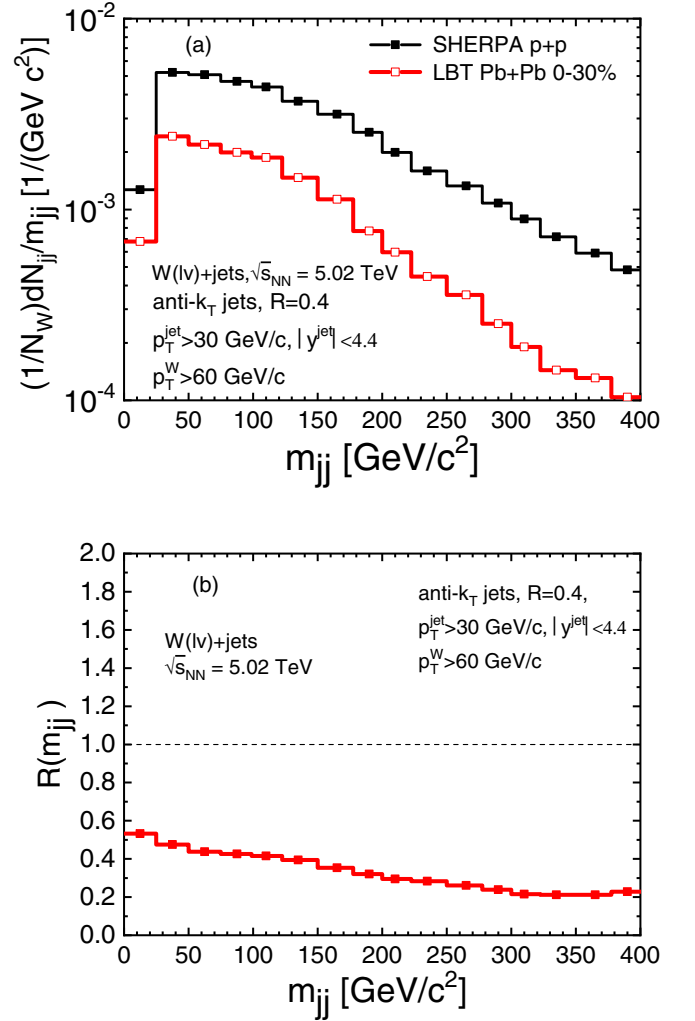 (a)
SHERPA p+p
LBT Pb+Pb 0-30%
W(lv)+jets,√s_NN = 5.02 TeV
anti-k_T jets, R=0.4
p_T^jet>30 GeV/c, |y^jet|<4.4
p_T^W>60 GeV/c
(1/N_W)dN_jj/m_jj [1/(GeV c²)]
10⁻²
10⁻³
10⁻⁴
0 50 100 150 200 250 300 350 400
m_jj [GeV/c²]
(b)
anti-k_T jets, R=0.4,
p_T^jet>30 GeV/c, |y^jet|<4.4
p_T^W>60 GeV/c
W(lv)+jets
√s_NN = 5.02 TeV
R(m_jj)
2.0
1.8
1.6
1.4
1.2
1.0
0.8
0.6
0.4
0.2
0.0
0 50 100 150 200 250 300 350 400
m_jj [GeV/c²]